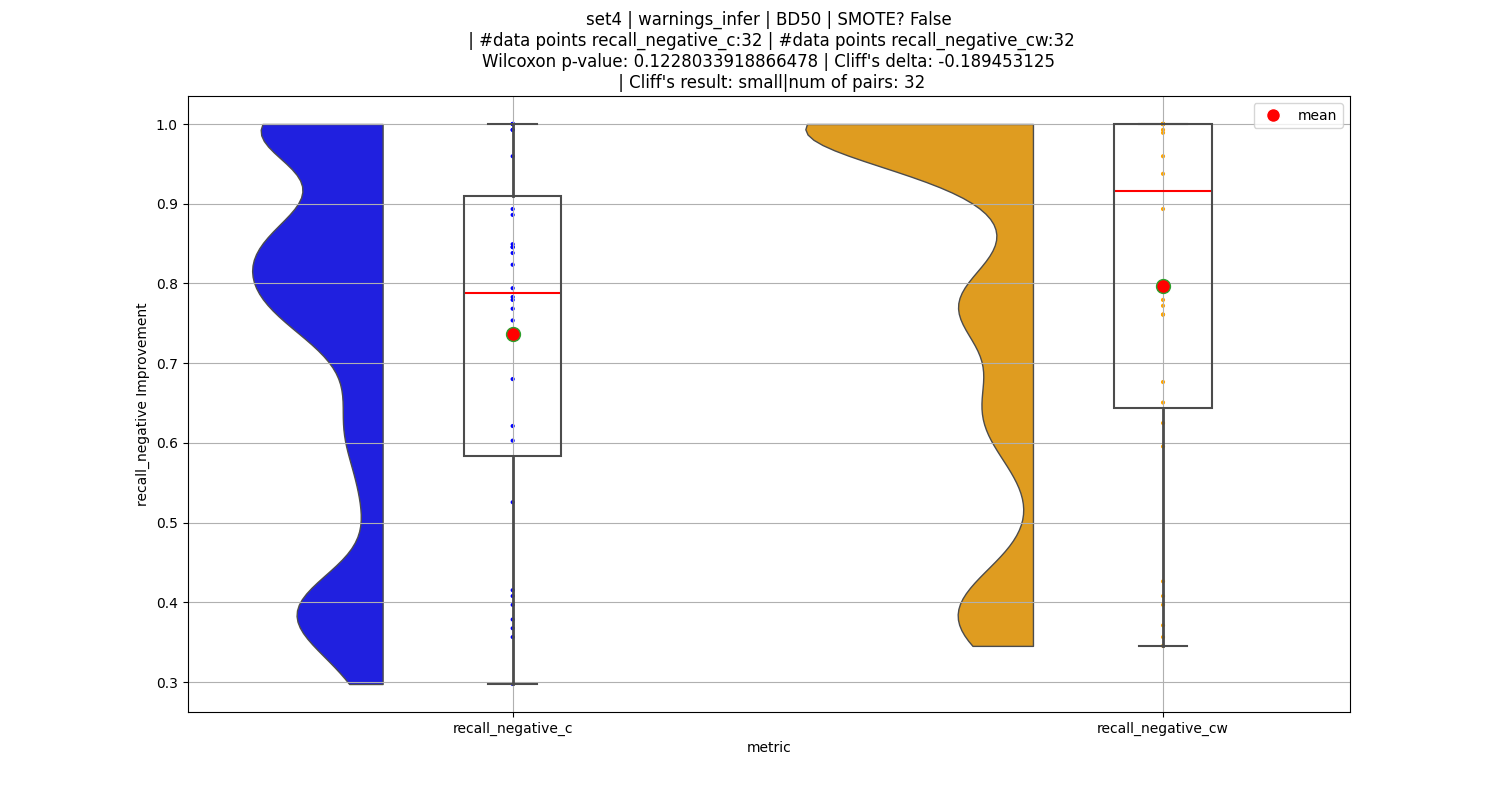 set4 | warnings_infer | BD50 | SMOTE? False
| #data points recall_negative_c:32 | #data points recall_negative_cw:32
Wilcoxon p-value: 0.1228033918866478 | Cliff's delta: -0.189453125
| Cliff's result: small|num of pairs: 32
mean
1.0
0.9
0.8
0.7
0.6
0.5
0.4
0.3
recall_negative Improvement
recall_negative_c
recall_negative_cw
metric